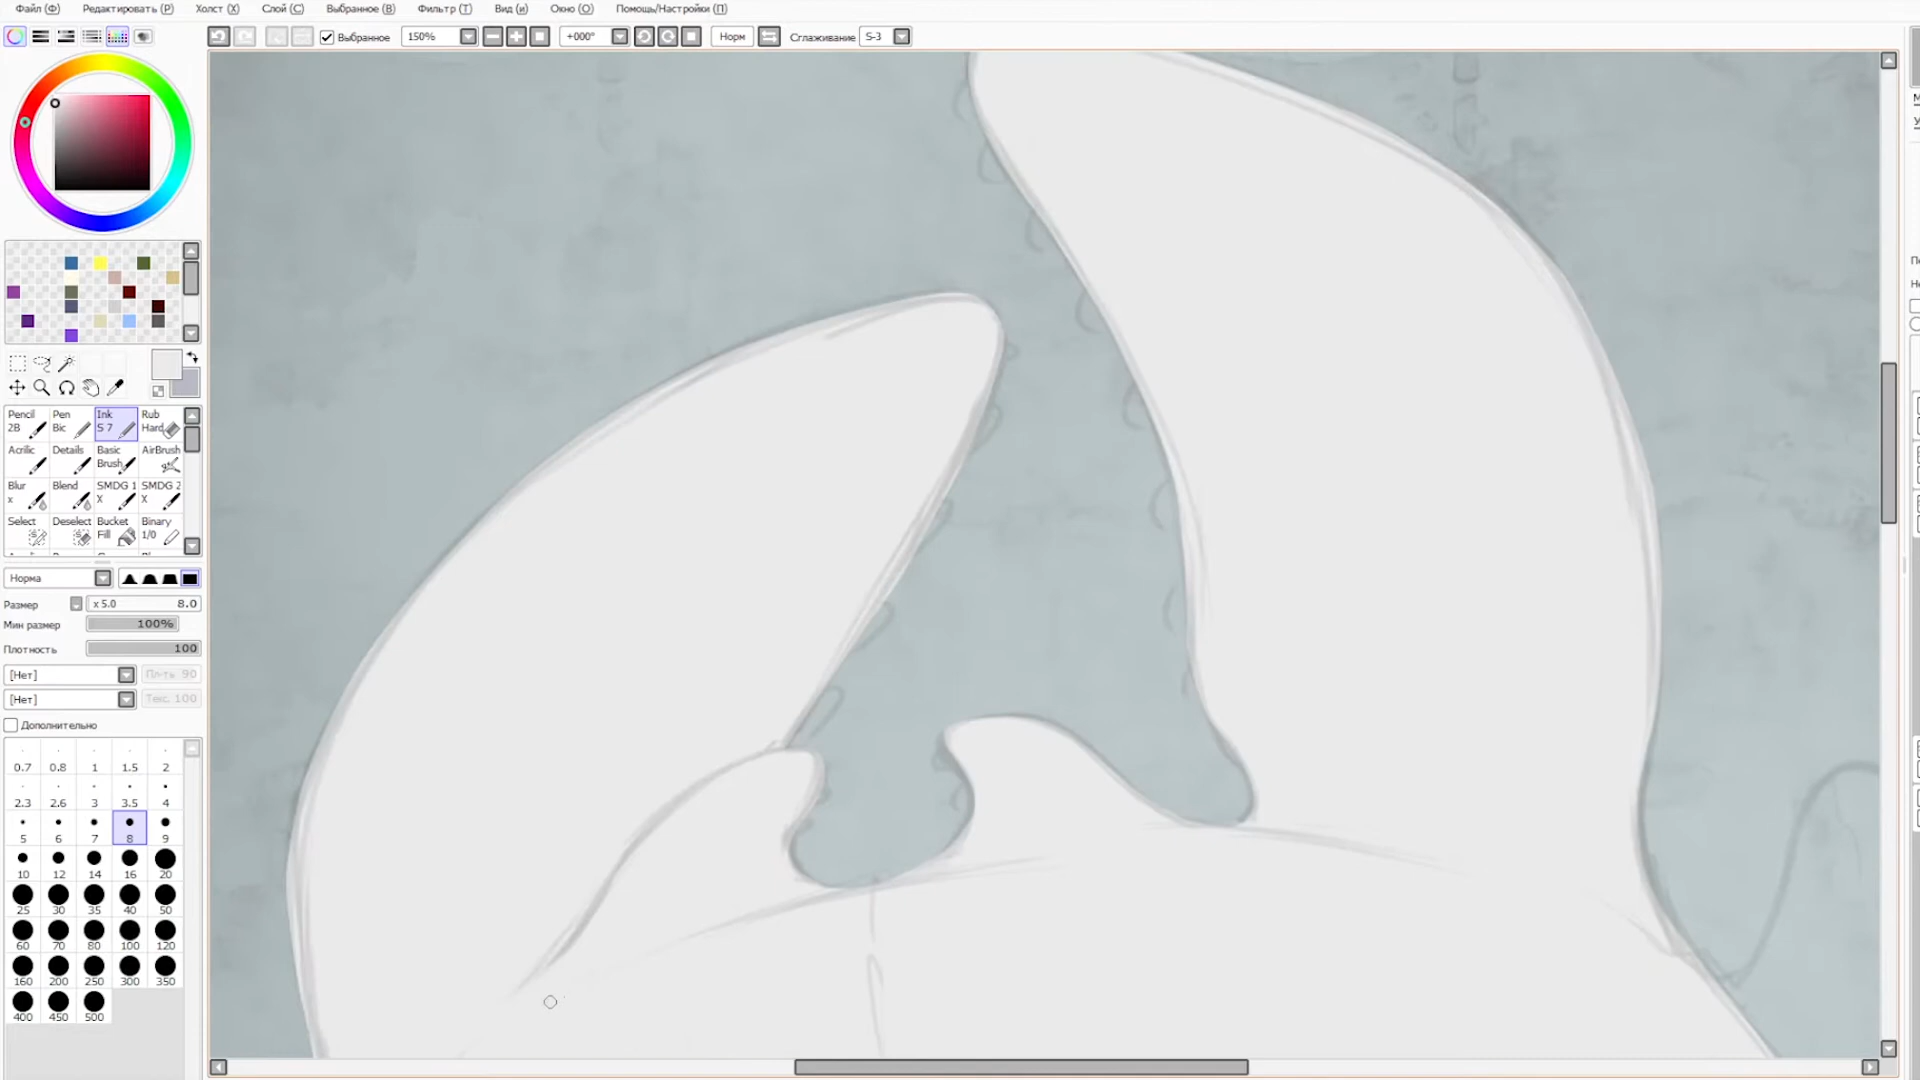 Файл (Ф) Редактировать (Р) Холст (Х) Слой (С) Выбранное (В) Фильтр (Т) Вид (и) Окно (О) Помощь/Настройки (П)
Выбранное 150% +000° Норм Сглаживание S-3
Pencil 2B Pen Bic Ink S 7 Rub Hard
Acrilic Details Basic Brush AirBrush
Blur x Blend SMDG 1 X SMDG 2 X
Select Deselect Bucket Fill Binary 1/0
Норма
Размер x 5.0 8.0
Мин размер 100%
Плотность 100
[Нет] Пл-ть 90
[Нет] Текс. 100
Дополнительно
0.7 0.8 1 1.5 2
2.3 2.6 3 3.5 4
5 6 7 8 9
10 12 14 16 20
25 30 35 40 50
60 70 80 100 120
160 200 250 300 350
400 450 500